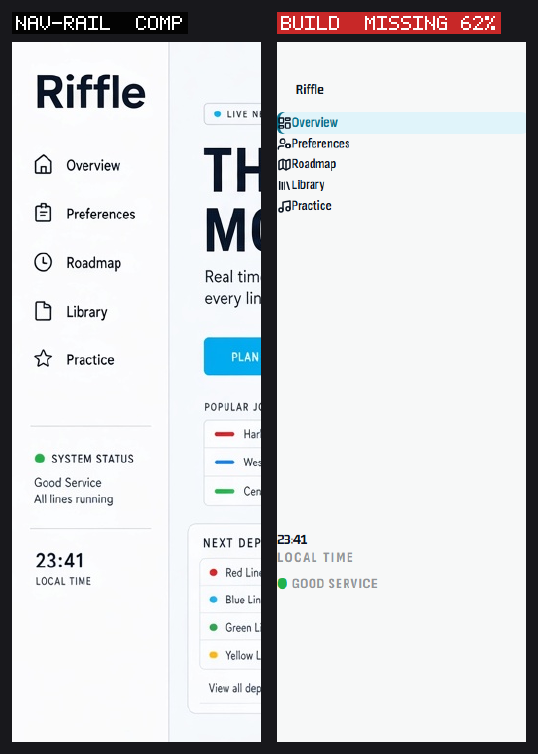 NAV-RAIL COMP
Riffle
Overview
Preferences
Roadmap
Library
Practice
SYSTEM STATUS
Good Service
All lines running
23:41
LOCAL TIME
LIVE
TH
Real tim
every lin
PLAN
POPULAR
Har
Wes
Cen
NEXT DEP
Red Line
Blue Lin
Green Li
Yellow L
View all dep
BUILD MISSING 62%
Riffle
Overview
Preferences
Roadmap
Library
Practice
23:41
LOCAL TIME
GOOD SERVICE